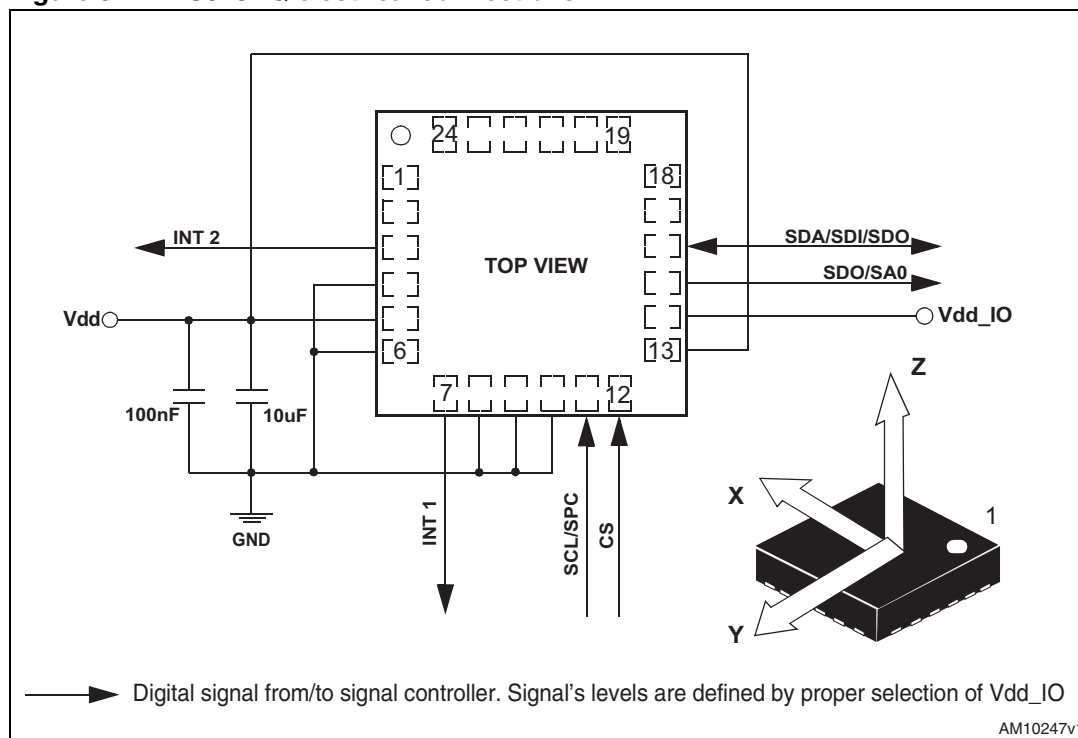 24
19
1
18
INT 2
SDA/SDI/SDO
TOP VIEW
SDO/SA0
Vdd
Vdd_IO
6
13
Z
7
12
100nF
10uF
X
1
INT 1
SCL/SPC
CS
GND
Y
Digital signal from/to signal controller. Signal's levels are defined by proper selection of Vdd_IO